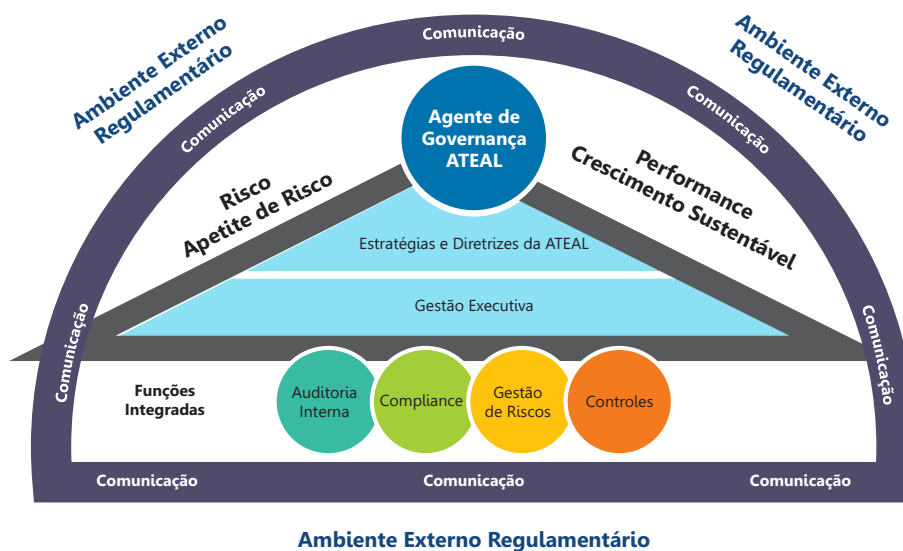 Comunicação
Ambiente Externo
Regulamentário
Ambiente Externo
Regulamentário
Comunicação
Comunicação
Agente de
Governança
ATEAL
Risco
Apetite de Risco
Performance
Crescimento Sustentável
Estratégias e Diretrizes da ATEAL
Gestão Executiva
Comunicação
Comunicação
Funções
Integradas
Auditoria
Interna
Compliance
Gestão
de Riscos
Controles
Comunicação
Comunicação
Comunicação
Ambiente Externo Regulamentário